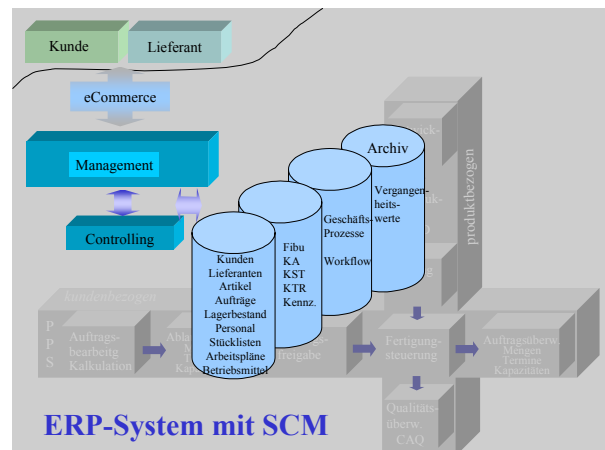 Kunde
Lieferant
eCommerce
Management
Controlling
Archiv
Vergangen-
heits-
werte
Geschäfts-
Prozesse
Workflow
Fibu
KA
KST
KTR
Kennz.
Kunden
Lieferanten
Artikel
Aufträge
Lagerbestand
Personal
Stücklisten
Arbeitspläne
Betriebsmittel
produktbezogen
kundenbezogen
P
P
S
Auftrags-
bearbeitg
Kalkulation
freigabe
Fertigung-
steuerung
Auftragsüberw.
Mengen
Termine
Kapazitäten
Qualitäts-
überw.
CAQ
ERP-System mit SCM